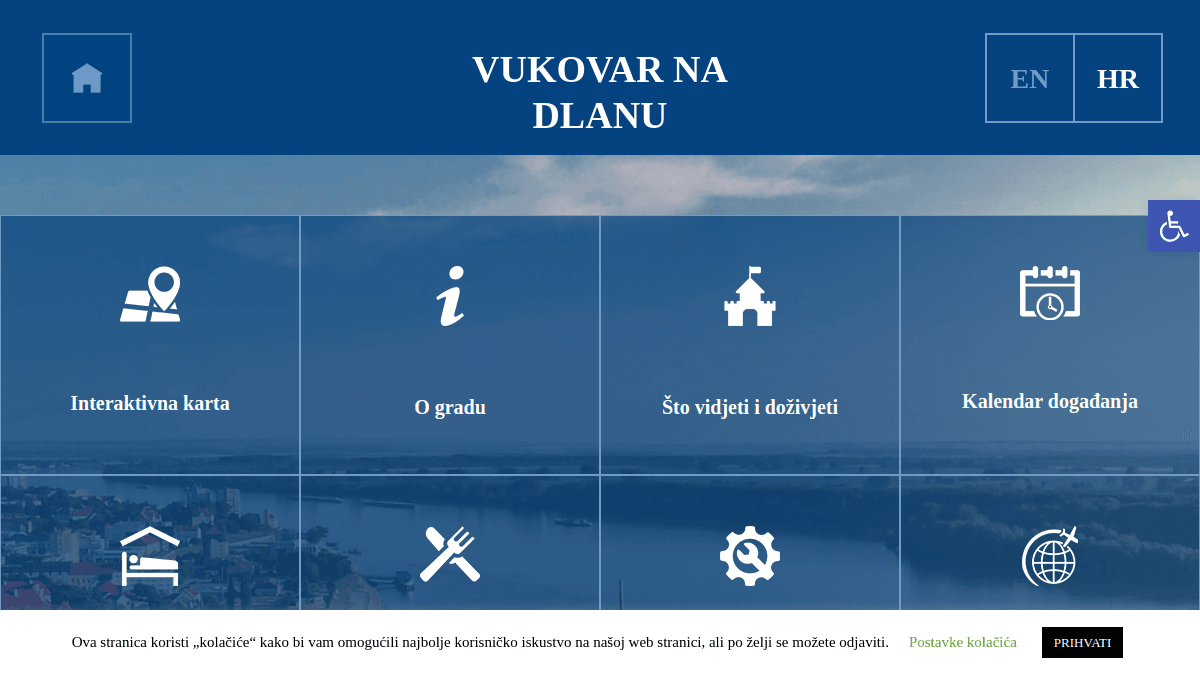 VUKOVAR NA
DLANU
EN
HR
Interaktivna karta
O gradu
Što vidjeti i doživjeti
Kalendar događanja
Ova stranica koristi „kolačiće“ kako bi vam omogućili najbolje korisničko iskustvo na našoj web stranici, ali po želji se možete odjaviti.
Postavke kolačića
PRIHVATI